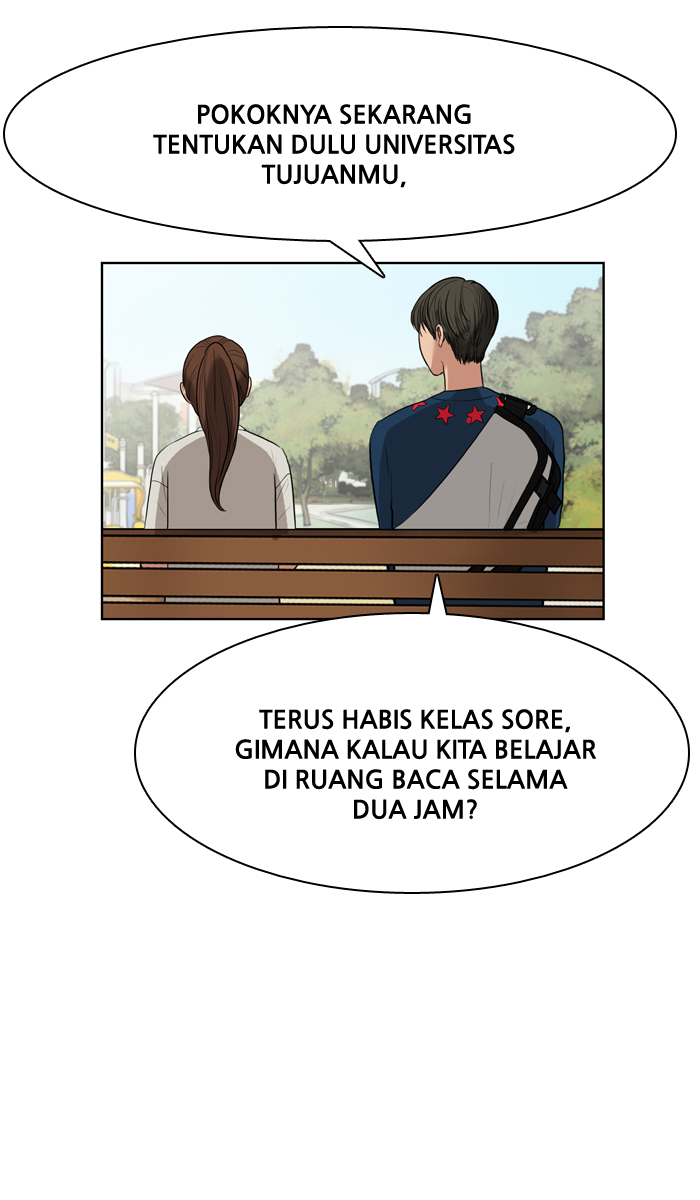 POKOKNYA SEKARANG
TENTUKAN DULU UNIVERSITAS
TUJUANMU,
TERUS HABIS KELAS SORE,
GIMANA KALAU KITA BELAJAR
DI RUANG BACA SELAMA
DUA JAM?